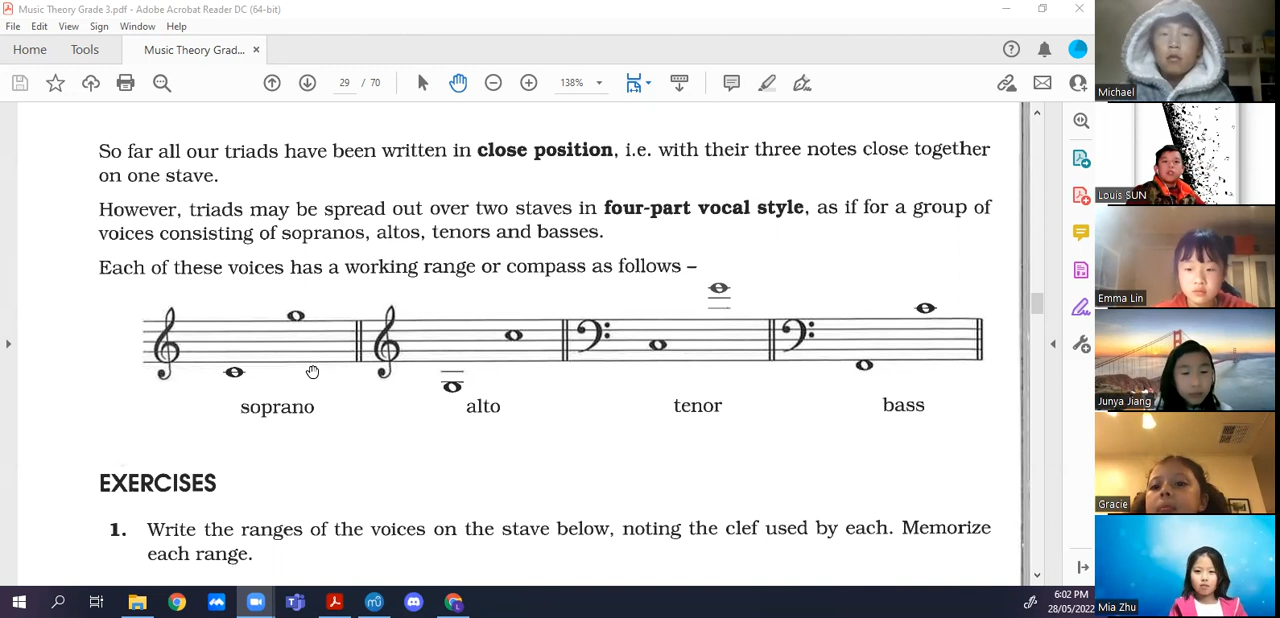 Music Theory Grade 3.pdf - Adobe Acrobat Reader DC (64-bit)
File Edit View Sign Window Help
Home Tools Music Theory Grad... ×
29 / 70 138%
So far all our triads have been written in close position, i.e. with their three notes close together
on one stave.
However, triads may be spread out over two staves in four-part vocal style, as if for a group of
voices consisting of sopranos, altos, tenors and basses.
Each of these voices has a working range or compass as follows –
soprano alto tenor bass
EXERCISES
1. Write the ranges of the voices on the stave below, noting the clef used by each. Memorize
each range.
Michael
Louis SUN
Emma Lin
Junya Jiang
Gracie
Mia Zhu
6:02 PM
28/05/2022